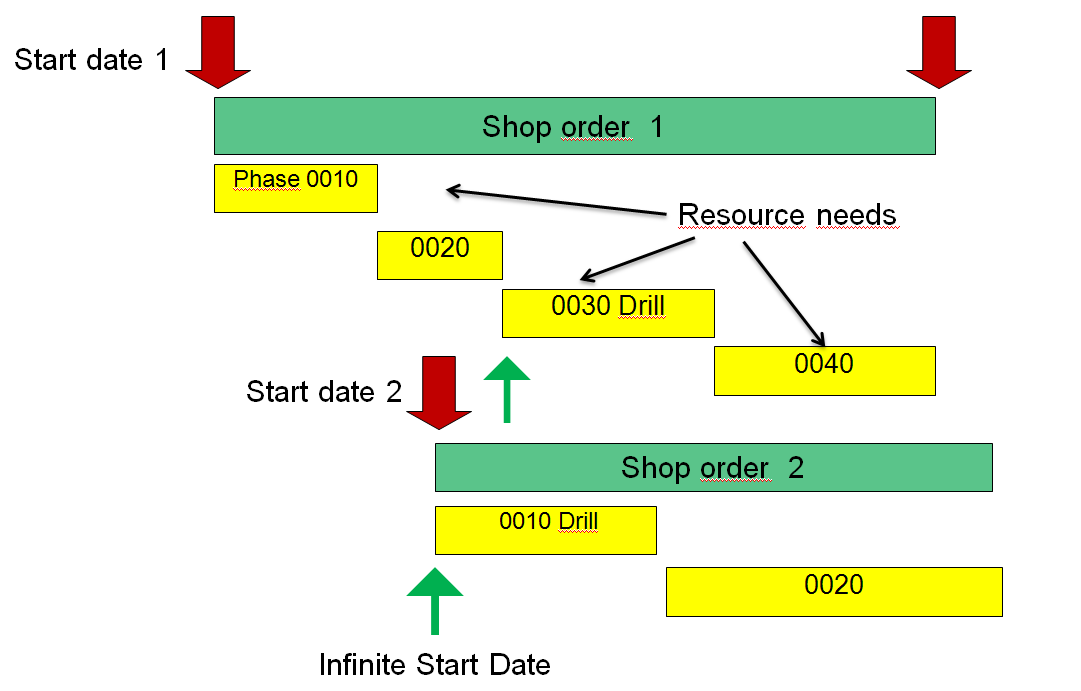 Start date 1
Shop order 1
Phase 0010
Resource needs
0020
0030 Drill
0040
Start date 2
Shop order 2
0010 Drill
0020
Infinite Start Date